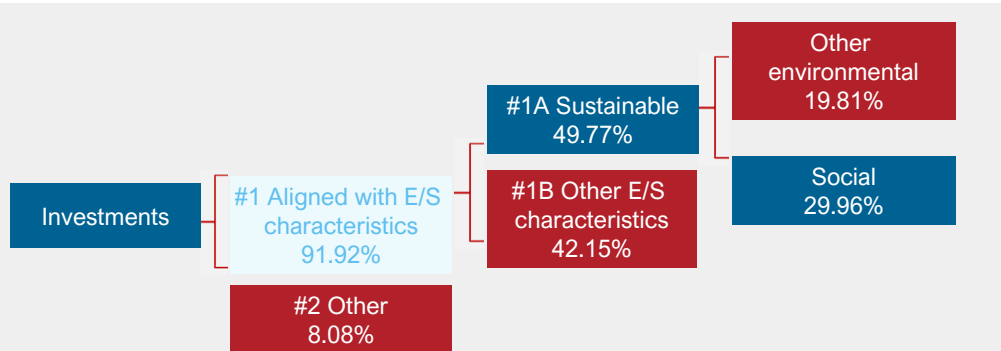 Investments
#1 Aligned with E/S
characteristics
91.92%
#2 Other
8.08%
#1A Sustainable
49.77%
#1B Other E/S
characteristics
42.15%
Other
environmental
19.81%
Social
29.96%